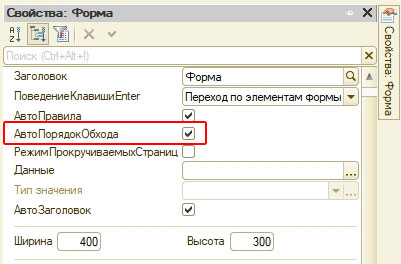 Свойства: Форма
Поиск (Ctrl+Alt+I)
Заголовок Форма
ПоведениеКлавишиEnter Переход по элементам формы
АвтоПравила
АвтоПорядокОбхода
РежимПрокручиваемыхСтраниц
Данные ...
Тип значения ...
АвтоЗаголовок
Ширина 400 Высота 300
Свойства: Форма